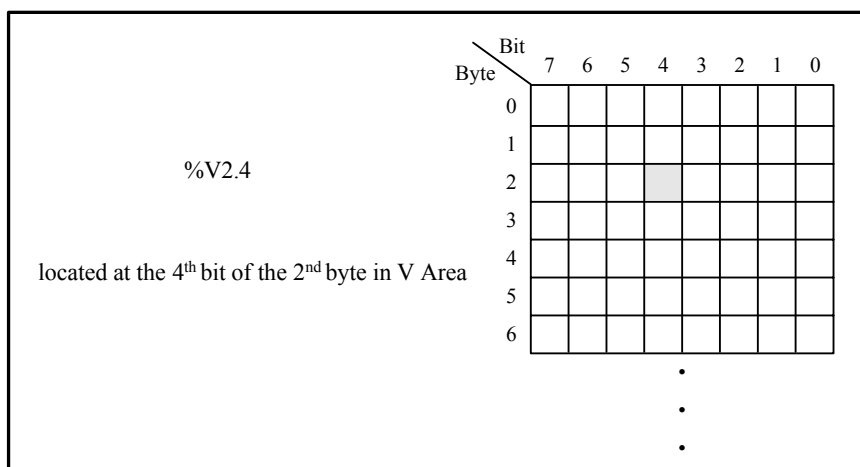 Bit
Byte 7 6 5 4 3 2 1 0
0
1
%V2.4
2
3
located at the 4th bit of the 2nd byte in V Area
4
5
6